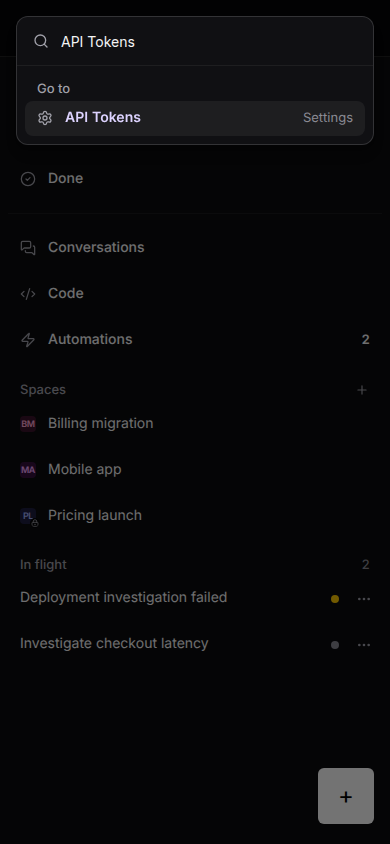 API Tokens
Go to
API Tokens Settings
Done
Conversations
Code
Automations 2
Spaces
BM Billing migration
MA Mobile app
PL Pricing launch
In flight 2
Deployment investigation failed
Investigate checkout latency